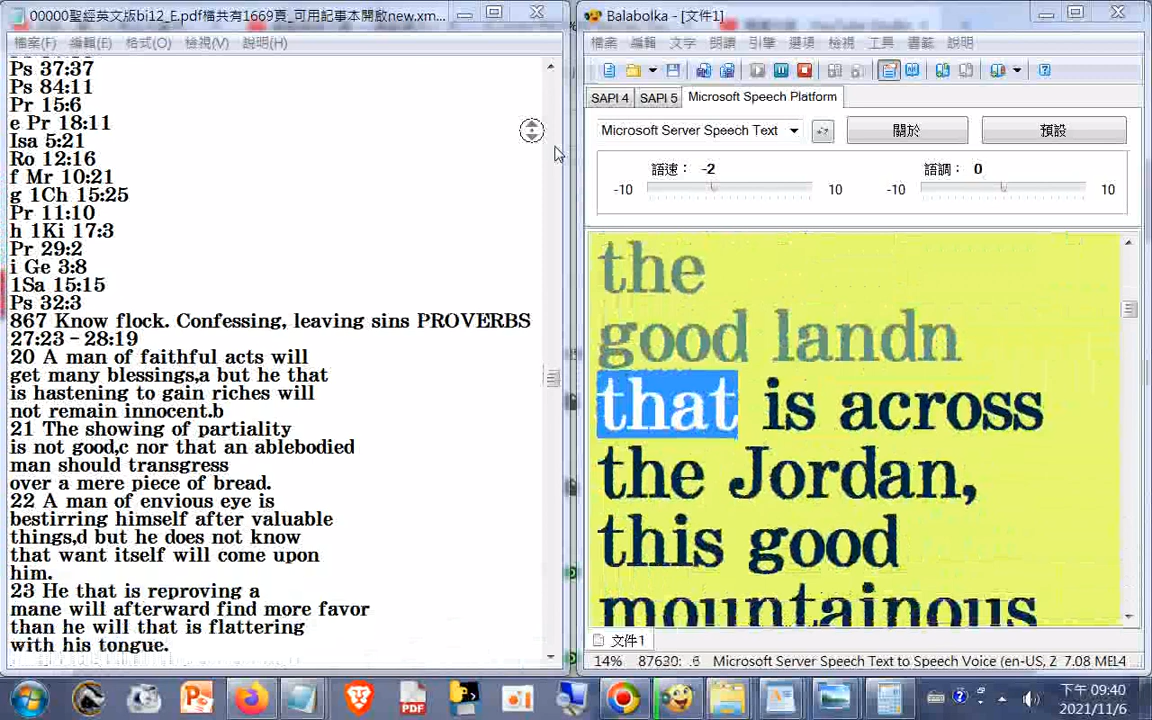 00000聖經英文版bi12_E.pdf檔共有1669頁_可用記事本開啟new.xm...
檔案(F) 編輯(E) 格式(O) 檢視(V) 說明(H)
Ps 37:37
Ps 84:11
Pr 15:6
e Pr 18:11
Isa 5:21
Ro 12:16
f Mr 10:21
g 1Ch 15:25
Pr 11:10
h 1Ki 17:3
Pr 29:2
i Ge 3:8
1Sa 15:15
Ps 32:3
867 Know flock. Confessing, leaving sins PROVERBS
27:23–28:19
20 A man of faithful acts will
get many blessings,a but he that
is hastening to gain riches will
not remain innocent.b
21 The showing of partiality
is not good,c nor that an ablebodied
man should transgress
over a mere piece of bread.
22 A man of envious eye is
bestirring himself after valuable
things,d but he does not know
that want itself will come upon
him.
23 He that is reproving a
mane will afterward find more favor
than he will that is flattering
with his tongue.
Balabolka - [文件1]
檔案 編輯 文字 朗讀 引擎 選項 檢視 工具 書籤 說明
SAPI 4 SAPI 5 Microsoft Speech Platform
Microsoft Server Speech Text 關於 預設
語速： -2 語調： 0
-10 10 -10 10
the
good landn
that is across
the Jordan,
this good
mountainous
文件1
14% Microsoft Server Speech Text to Speech Voice (en-US, Z
PDF
下午 09:40
2021/11/6